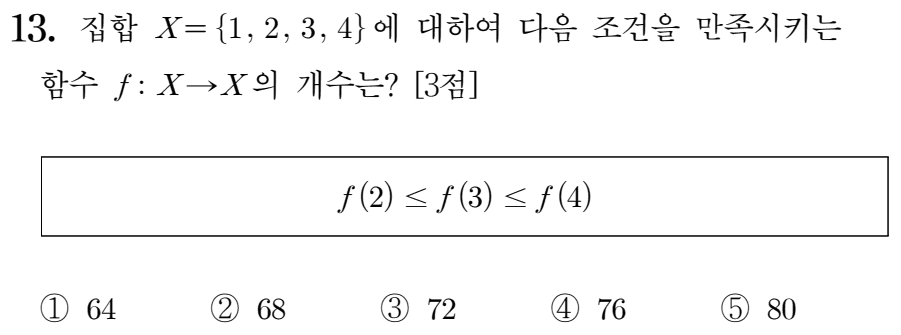 13. 집합 X={1, 2, 3, 4}에 대하여 다음 조건을 만족시키는
함수 f : X→X의 개수는? [3점]
f(2) ≤ f(3) ≤ f(4)
① 64 ② 68 ③ 72 ④ 76 ⑤ 80